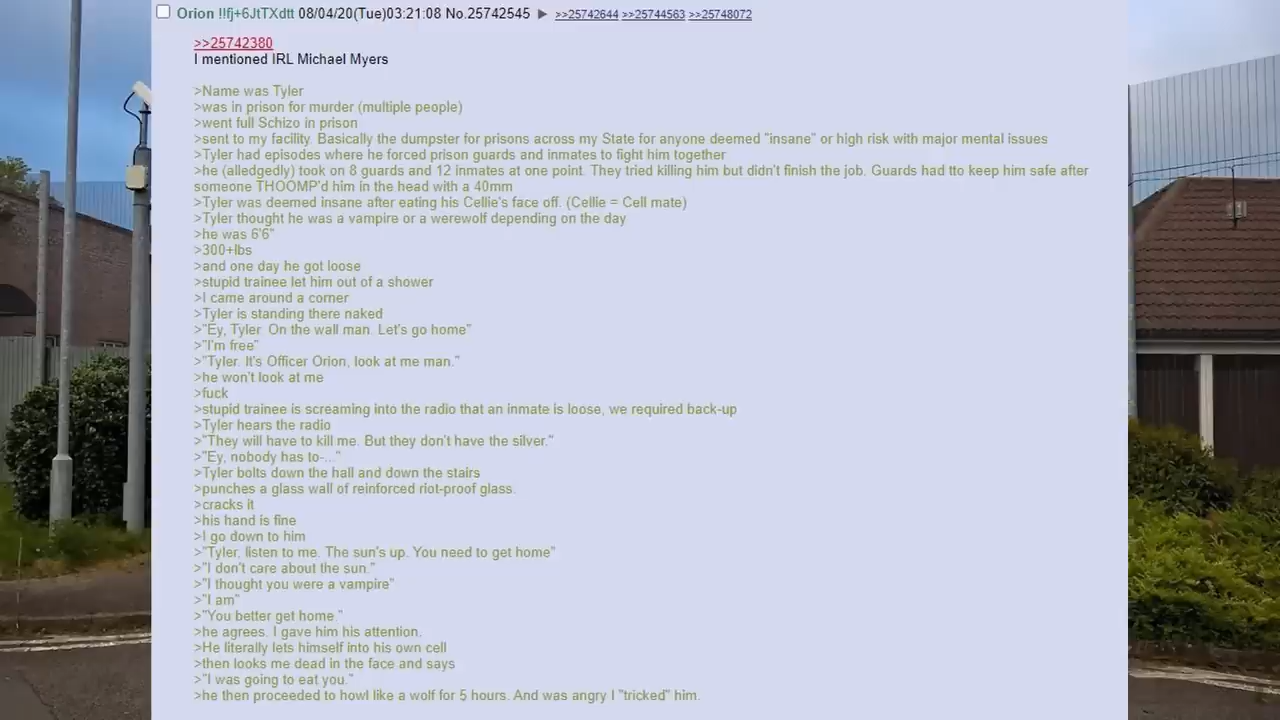 Orion !!fj+6JtTXdtt 08/04/20(Tue)03:21:08 No.25742545 ▶ >>25742644 >>25744563 >>25748072
>>25742380
I mentioned IRL Michael Myers
>Name was Tyler
>was in prison for murder (multiple people)
>went full Schizo in prison
>sent to my facility. Basically the dumpster for prisons across my State for anyone deemed "insane" or high risk with major mental issues
>Tyler had episodes where he forced prison guards and inmates to fight him together
>he (alledgedly) took on 8 guards and 12 inmates at one point. They tried killing him but didn't finish the job. Guards had tto keep him safe after
someone THOOMP'd him in the head with a 40mm
>Tyler was deemed insane after eating his Cellie's face off. (Cellie = Cell mate)
>Tyler thought he was a vampire or a werewolf depending on the day
>he was 6'6"
>300+lbs
>and one day he got loose
>stupid trainee let him out of a shower
>I came around a corner
>Tyler is standing there naked
>"Ey, Tyler. On the wall man. Let's go home"
>"I'm free"
>"Tyler. It's Officer Orion, look at me man."
>he won't look at me
>fuck
>stupid trainee is screaming into the radio that an inmate is loose, we required back-up
>Tyler hears the radio
>"They will have to kill me. But they don't have the silver."
>"Ey, nobody has to-..."
>Tyler bolts down the hall and down the stairs
>punches a glass wall of reinforced riot-proof glass.
>cracks it
>his hand is fine
>I go down to him
>"Tyler, listen to me. The sun's up. You need to get home"
>"I don't care about the sun."
>"I thought you were a vampire"
>"I am"
>"You better get home."
>he agrees. I gave him his attention.
>He literally lets himself into his own cell
>then looks me dead in the face and says
>"I was going to eat you."
>he then proceeded to howl like a wolf for 5 hours. And was angry I "tricked" him.